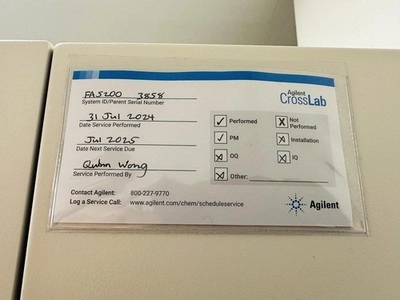 Agilent
CrossLab
FA5200 3858
System ID/Parent Serial Number
31 Jul 2024
Date Service Performed
Jul 2025
Date Next Service Due
Quinn Wong
Service Performed By
✓ Performed
X Not Performed
✓ PM
X Installation
X OQ
X IQ
X Other:
Contact Agilent: 800-227-9770
Log a Service Call: www.agilent.com/chem/scheduleservice
Agilent